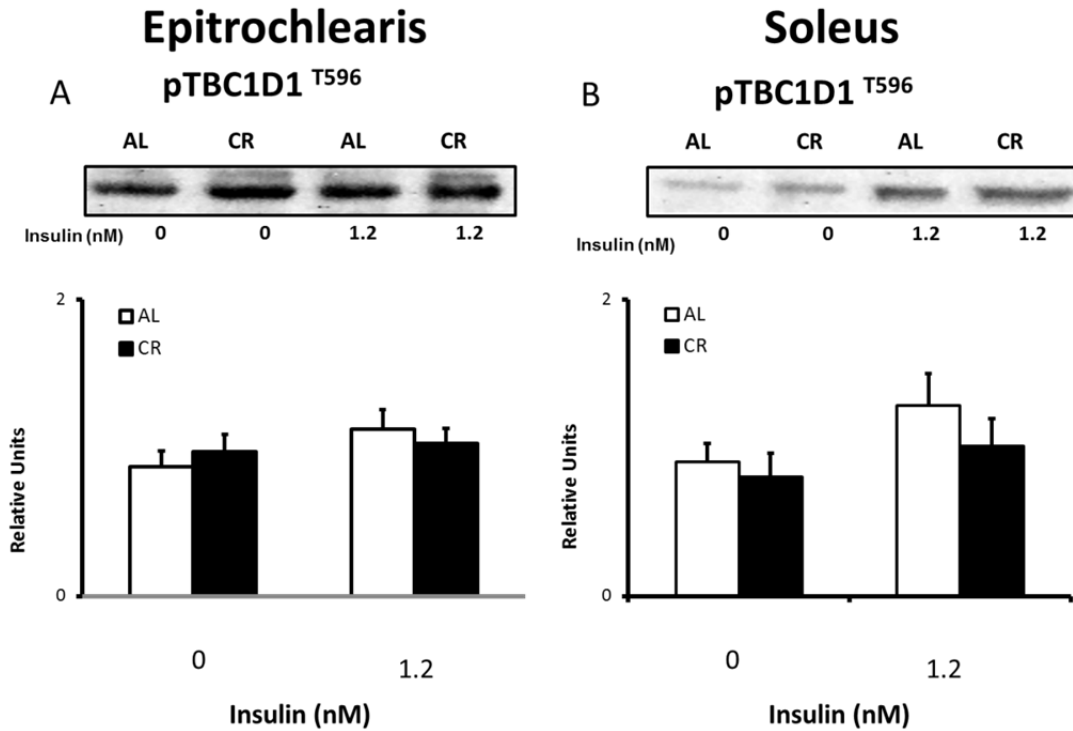 Epitrochlearis
A
pTBC1D1 T596
AL CR AL CR
Insulin (nM) 0 0 1.2 1.2
2
AL
CR
Relative Units
0
0 1.2
Insulin (nM)
Soleus
B
pTBC1D1 T596
AL CR AL CR
Insulin (nM) 0 0 1.2 1.2
2
AL
CR
Relative Units
0
0 1.2
Insulin (nM)